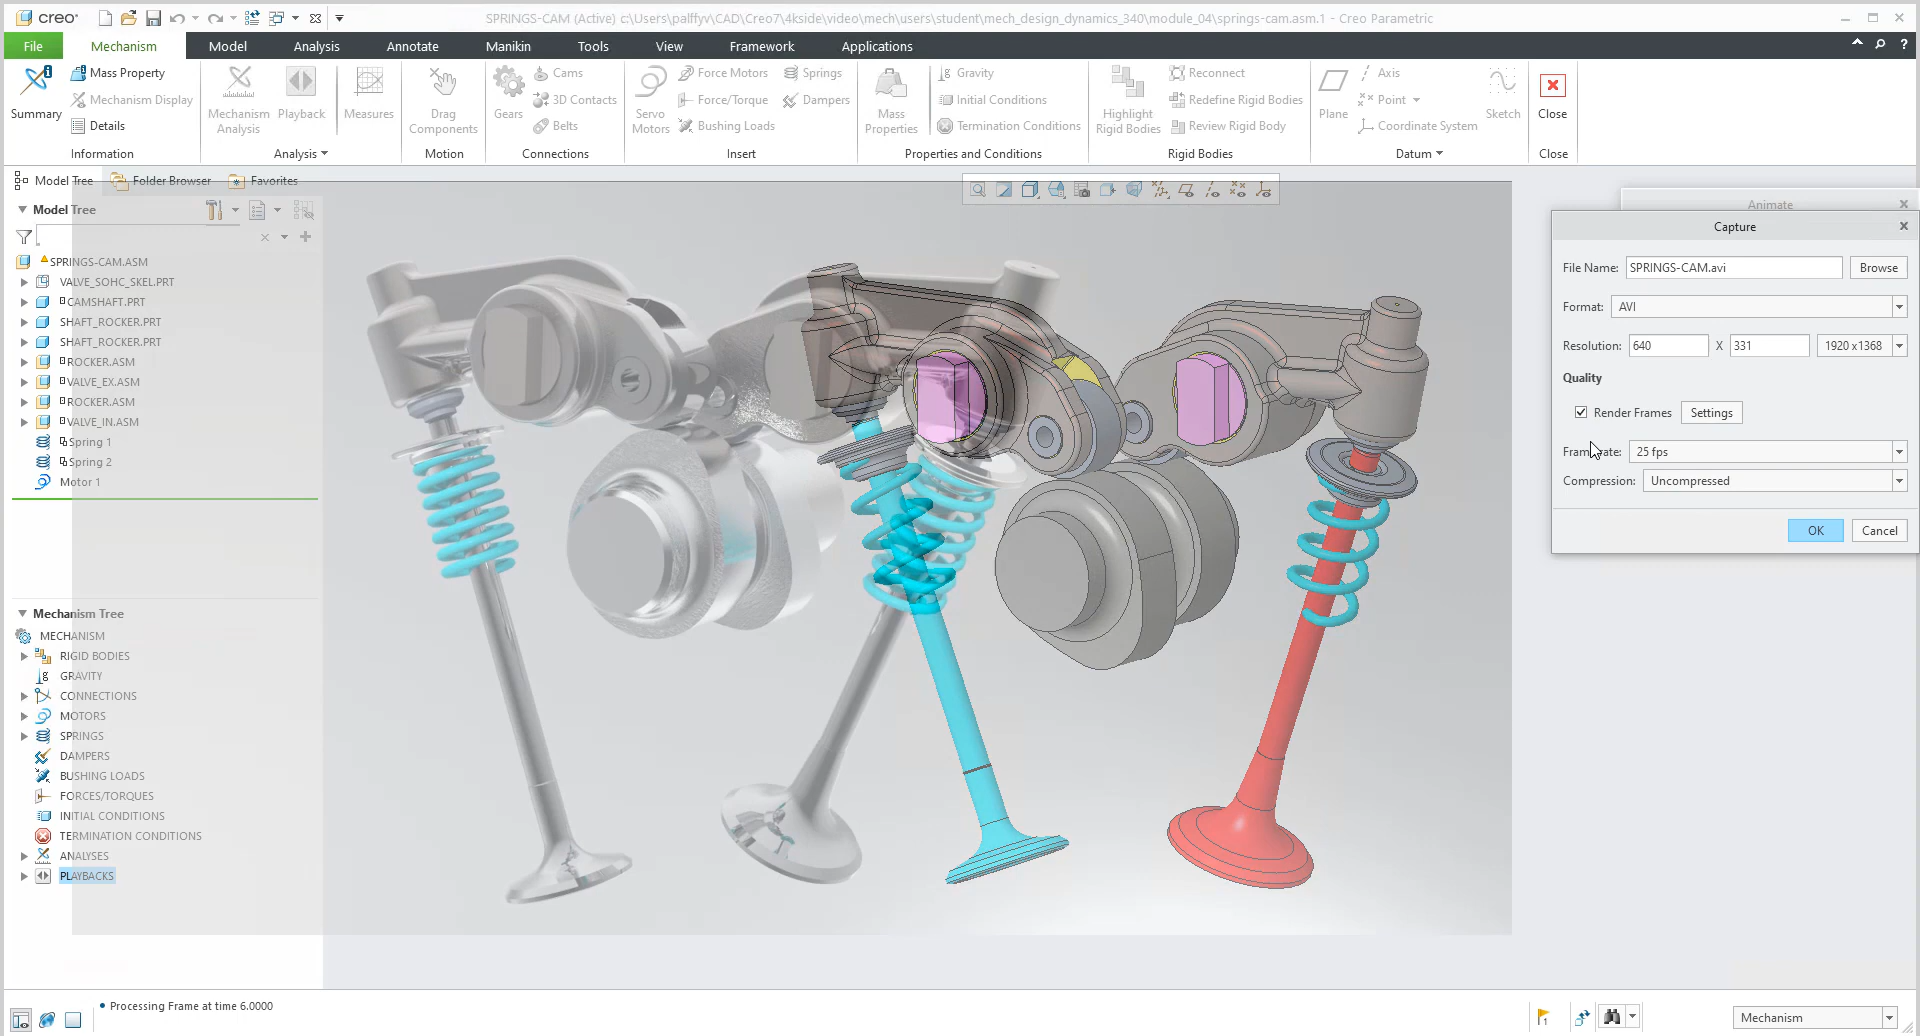 creo SPRINGS-CAM (Active) c:\Users\palffyv\CAD\Creo7\4kside\video\mech\users\student\mech_design_dynamics_340\module_04\springs-cam.asm.1 - Creo Parametric
File Mechanism Model Analysis Annotate Manikin Tools View Framework Applications
Summary
Mass Property
Mechanism Display
Details
Information
Mechanism Analysis
Playback
Measures
Analysis
Drag Components
Motion
Gears
Cams
3D Contacts
Belts
Connections
Servo Motors
Force Motors
Force/Torque
Bushing Loads
Springs
Dampers
Insert
Mass Properties
Gravity
Initial Conditions
Termination Conditions
Properties and Conditions
Highlight Rigid Bodies
Reconnect
Redefine Rigid Bodies
Review Rigid Body
Rigid Bodies
Plane
Axis
Point
Coordinate System
Sketch
Datum
Close
Close
Model Tree Folder Browser Favorites
Model Tree
SPRINGS-CAM.ASM
VALVE_SOHC_SKEL.PRT
CAMSHAFT.PRT
SHAFT_ROCKER.PRT
SHAFT_ROCKER.PRT
ROCKER.ASM
VALVE_EX.ASM
ROCKER.ASM
VALVE_IN.ASM
Spring 1
Spring 2
Motor 1
Mechanism Tree
MECHANISM
RIGID BODIES
GRAVITY
CONNECTIONS
MOTORS
SPRINGS
DAMPERS
BUSHING LOADS
FORCES/TORQUES
INITIAL CONDITIONS
TERMINATION CONDITIONS
ANALYSES
PLAYBACKS
Animate
Capture
File Name: SPRINGS-CAM.avi Browse
Format: AVI
Resolution: 640 X 331 1920 x1368
Quality
Render Frames Settings
Frame rate: 25 fps
Compression: Uncompressed
OK Cancel
Processing Frame at time 6.0000
1
Mechanism